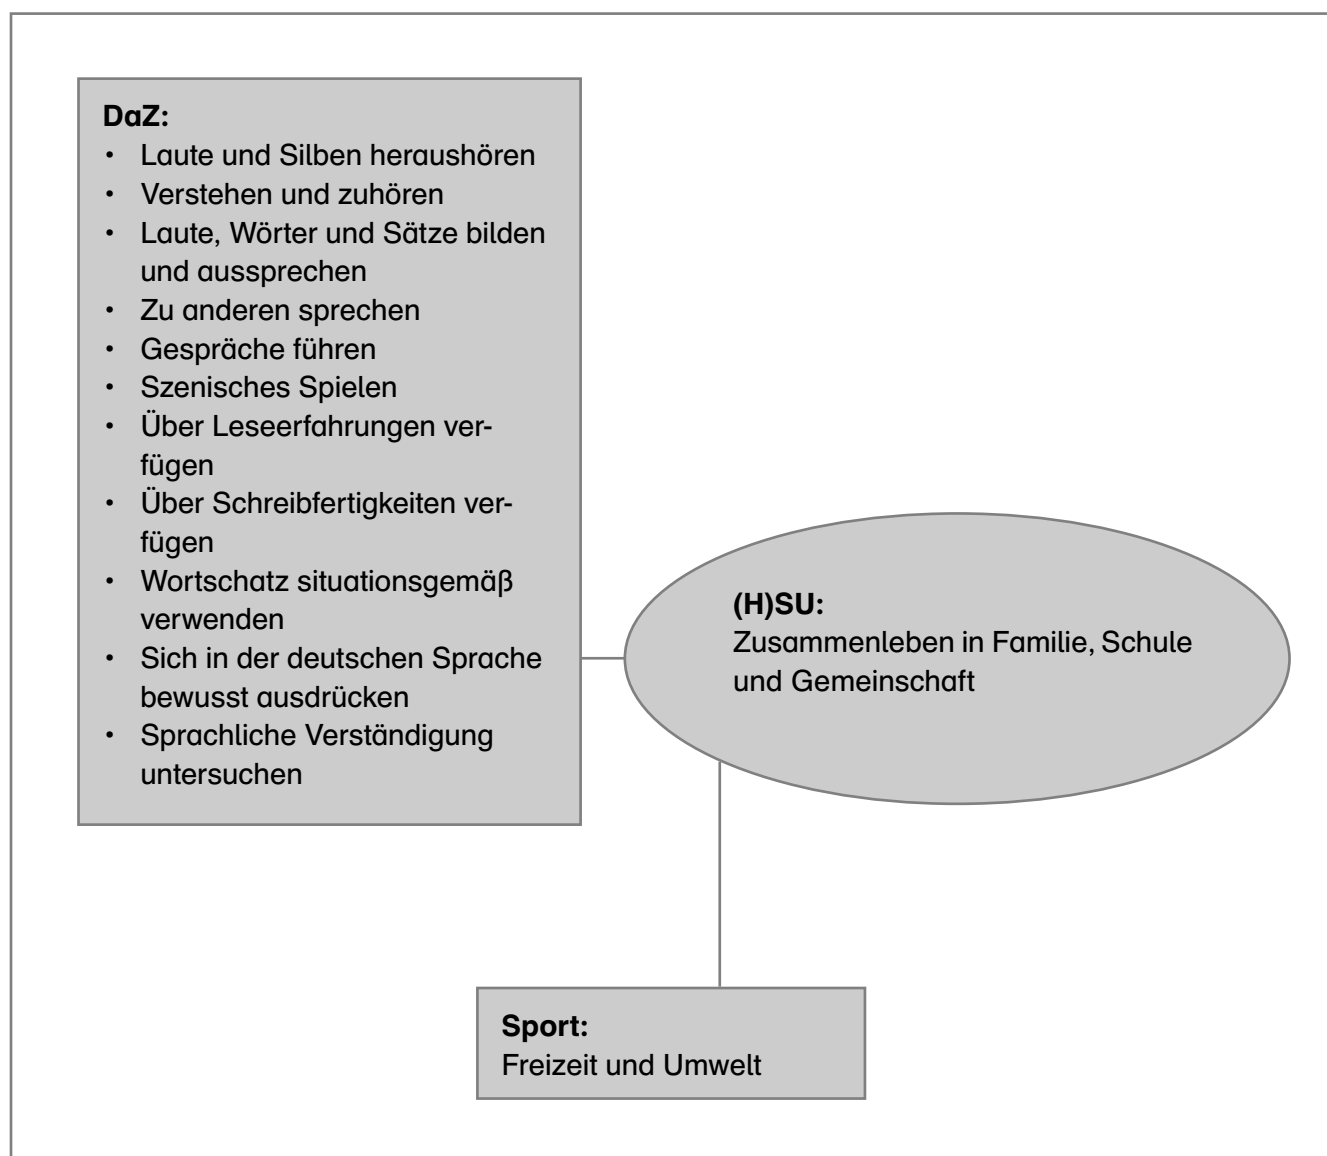 DaZ:
• Laute und Silben heraushören
• Verstehen und zuhören
• Laute, Wörter und Sätze bilden
und aussprechen
• Zu anderen sprechen
• Gespräche führen
• Szenisches Spielen
• Über Leseerfahrungen ver-
fügen
• Über Schreibfertigkeiten ver-
fügen
• Wortschatz situationsgemäß
verwenden
• Sich in der deutschen Sprache
bewusst ausdrücken
• Sprachliche Verständigung
untersuchen
(H)SU:
Zusammenleben in Familie, Schule
und Gemeinschaft
Sport:
Freizeit und Umwelt